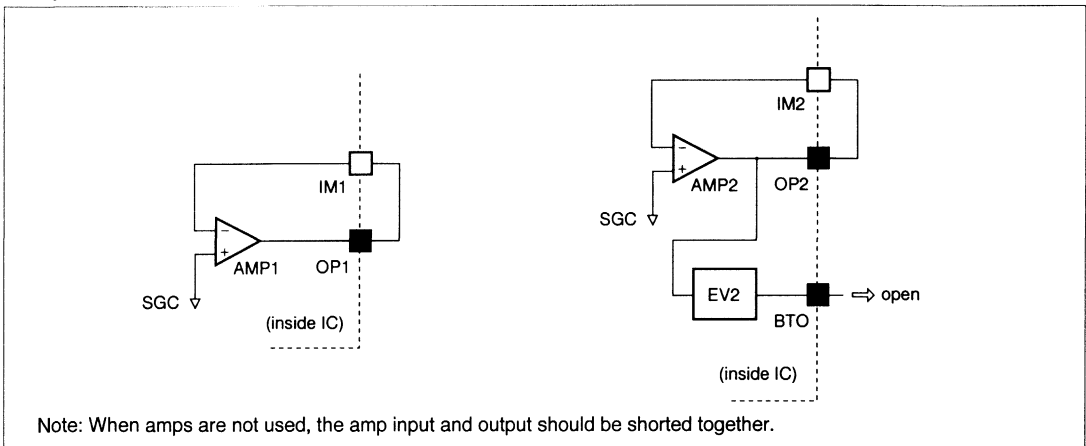 IM1
−
+
AMP1
OP1
SGC
(inside IC)
IM2
−
+
AMP2
OP2
SGC
EV2
open
BTO
(inside IC)
Note: When amps are not used, the amp input and output should be shorted together.